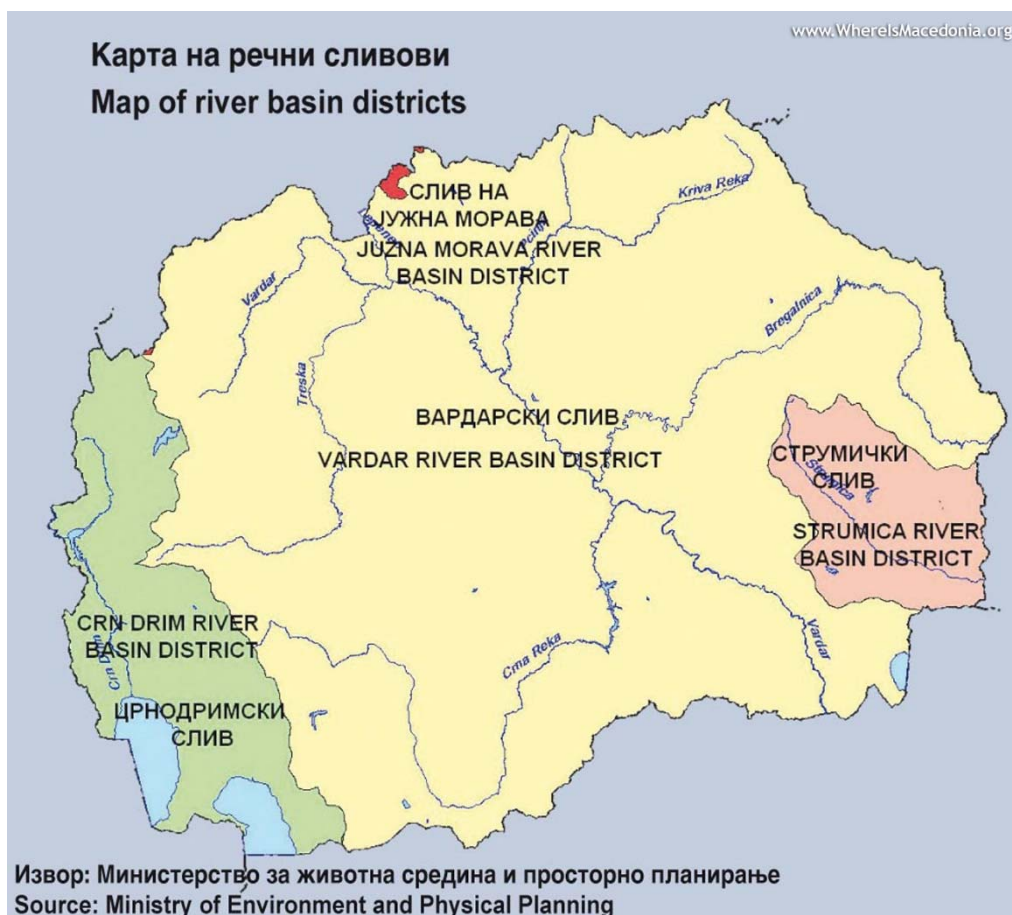 www.WhereIsMacedonia.org
Карта на речни сливови
Map of river basin districts
СЛИВ НА
ЈУЖНА МОРАВА
JUZNA MORAVA RIVER
BASIN DISTRICT
Kriva Reka
Vardar
Bregalnica
Treska
ВАРДАРСКИ СЛИВ
VARDAR RIVER BASIN DISTRICT
СТРУМИЧКИ
СЛИВ
STRUMICA RIVER
BASIN DISTRICT
CRN DRIM RIVER
BASIN DISTRICT
Crn Drim
Crna Reka
Vardar
ЦРНОДРИМСКИ
СЛИВ
Извор: Министерство за животна средина и просторно планирање
Source: Ministry of Environment and Physical Planning